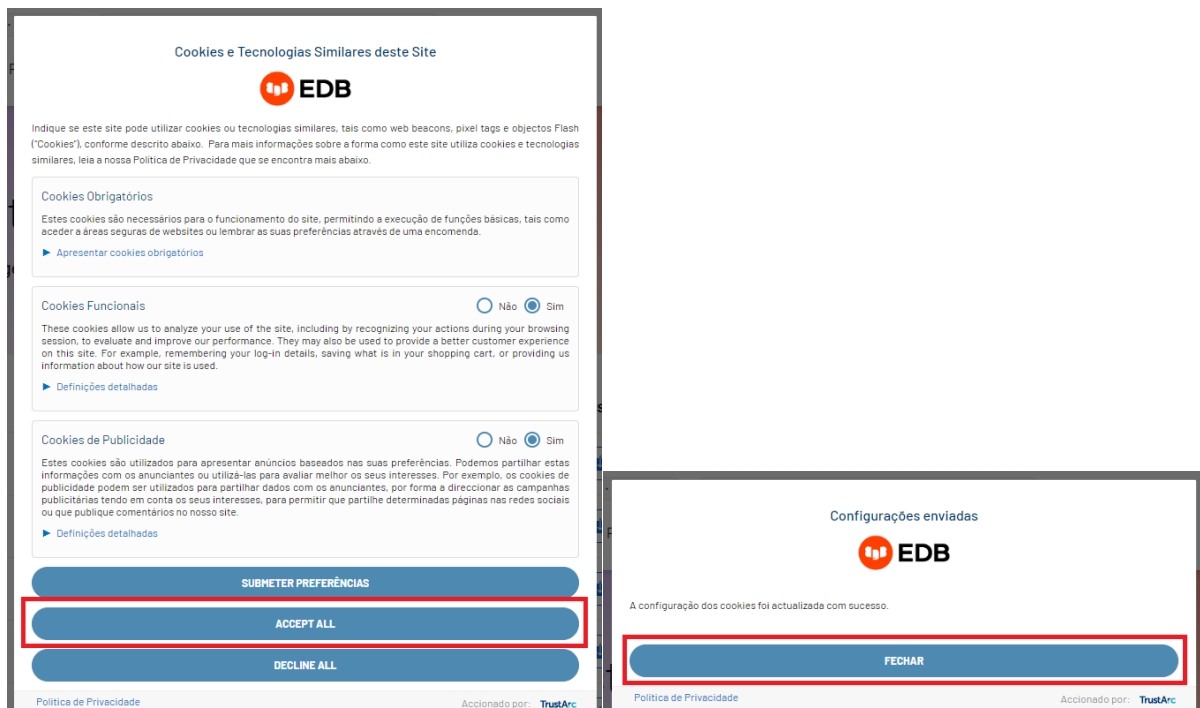 Cookies e Tecnologias Similares deste Site
EDB
Indique se este site pode utilizar cookies ou tecnologias similares, tais como web beacons, pixel tags e objectos Flash
("Cookies"), conforme descrito abaixo. Para mais informações sobre a forma como este site utiliza cookies e tecnologias
similares, leia a nossa Política de Privacidade que se encontra mais abaixo.
Cookies Obrigatórios
Estes cookies são necessários para o funcionamento do site, permitindo a execução de funções básicas, tais como
aceder a áreas seguras de websites ou lembrar as suas preferências através de uma encomenda.
Apresentar cookies obrigatórios
Cookies Funcionais
Não Sim
These cookies allow us to analyze your use of the site, including by recognizing your actions during your browsing
session, to evaluate and improve our performance. They may also be used to provide a better customer experience
on this site. For example, remembering your log-in details, saving what is in your shopping cart, or providing us
information about how our site is used.
Definições detalhadas
Cookies de Publicidade
Não Sim
Estes cookies são utilizados para apresentar anúncios baseados nas suas preferências. Podemos partilhar estas
informações com os anunciantes ou utilizá-las para avaliar melhor os seus interesses. Por exemplo, os cookies de
publicidade podem ser utilizados para partilhar dados com os anunciantes, por forma a direccionar as campanhas
publicitárias tendo em conta os seus interesses, para permitir que partilhe determinadas páginas nas redes sociais
ou que publique comentários no nosso site.
Definições detalhadas
SUBMETER PREFERÊNCIAS
ACCEPT ALL
DECLINE ALL
Política de Privacidade
Accionado por: TrustArc
Configurações enviadas
EDB
A configuração dos cookies foi actualizada com sucesso.
FECHAR
Política de Privacidade
Accionado por: TrustArc